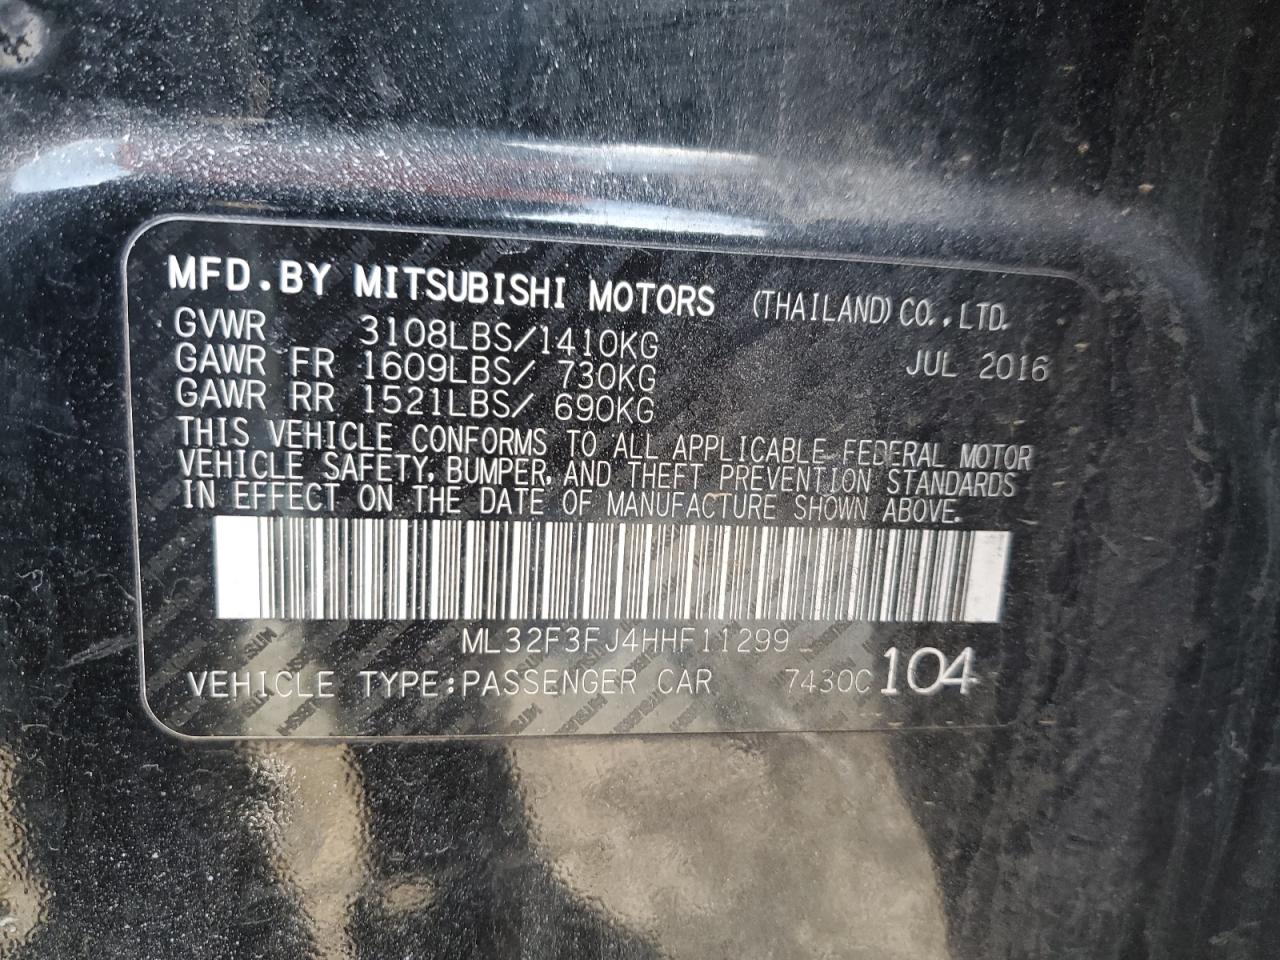 MFD.BY MITSUBISHI MOTORS (THAILAND) CO.,LTD.
GVWR 3108LBS/1410KG JUL 2016
GAWR FR 1609LBS/ 730KG
GAWR RR 1521LBS/ 690KG
THIS VEHICLE CONFORMS TO ALL APPLICABLE FEDERAL MOTOR
VEHICLE SAFETY, BUMPER, AND THEFT PREVENTION STANDARDS
IN EFFECT ON THE DATE OF MANUFACTURE SHOWN ABOVE.
ML32F3FJ4HHF11299
VEHICLE TYPE:PASSENGER CAR 7430C 104